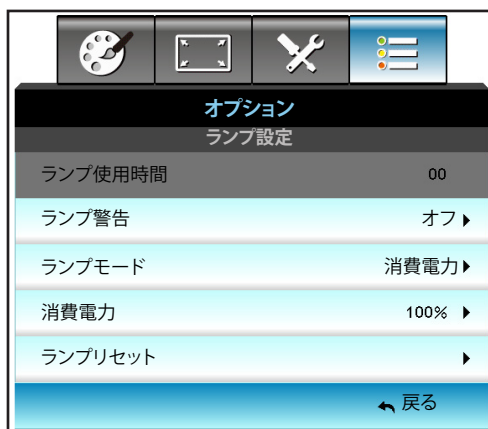 オプション
ランプ設定
ランプ使用時間 00
ランプ警告 オフ
ランプモード 消費電力
消費電力 100%
ランプリセット
戻る